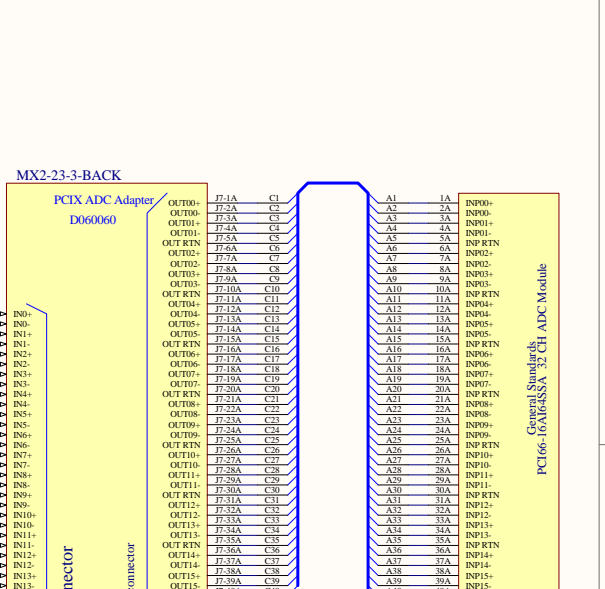 MX2-23-3-BACK
PCIX ADC Adapter
D060060
OUT00+ J7-1A C1 A1 1A INP00+
OUT00- J7-2A C2 A2 2A INP00-
OUT01+ J7-3A C3 A3 3A INP01+
OUT01- J7-4A C4 A4 4A INP01-
OUT RTN J7-5A C5 A5 5A INP RTN
OUT02+ J7-6A C6 A6 6A INP02+
OUT02- J7-7A C7 A7 7A INP02-
OUT03+ J7-8A C8 A8 8A INP03+
OUT03- J7-9A C9 A9 9A INP03-
OUT RTN J7-10A C10 A10 10A INP RTN
OUT04+ J7-11A C11 A11 11A INP04+
IN0+ OUT04- J7-12A C12 A12 12A INP04-
IN0- OUT05+ J7-13A C13 A13 13A INP05+
IN1+ OUT05- J7-14A C14 A14 14A INP05-
IN1- OUT RTN J7-15A C15 A15 15A INP RTN
IN2+ OUT06+ J7-16A C16 A16 16A INP06+
IN2- OUT06- J7-17A C17 A17 17A INP06-
IN3+ OUT07+ J7-18A C18 A18 18A INP07+
IN3- OUT07- J7-19A C19 A19 19A INP07-
IN4+ OUT RTN J7-20A C20 A20 20A INP RTN
IN4- OUT08+ J7-21A C21 A21 21A INP08+
IN5+ OUT08- J7-22A C22 A22 22A INP08-
IN5- OUT09+ J7-23A C23 A23 23A INP09+
IN6+ OUT09- J7-24A C24 A24 24A INP09-
IN6- OUT RTN J7-25A C25 A25 25A INP RTN
IN7+ OUT10+ J7-26A C26 A26 26A INP10+
IN7- OUT10- J7-27A C27 A27 27A INP10-
IN8+ OUT11+ J7-28A C28 A28 28A INP11+
IN8- OUT11- J7-29A C29 A29 29A INP11-
IN9+ OUT RTN J7-30A C30 A30 30A INP RTN
IN9- OUT12+ J7-31A C31 A31 31A INP12+
IN10+ OUT12- J7-32A C32 A32 32A INP12-
IN10- OUT13+ J7-33A C33 A33 33A INP13+
IN11+ OUT13- J7-34A C34 A34 34A INP13-
IN11- OUT RTN J7-35A C35 A35 35A INP RTN
IN12+ OUT14+ J7-36A C36 A36 36A INP14+
IN12- OUT14- J7-37A C37 A37 37A INP14-
IN13+ OUT15+ J7-38A C38 A38 38A INP15+
IN13- OUT15- J7-39A C39 A39 39A INP15-
nector
onnector
General Standards
PCI66-16AI64SSA 32 CH ADC Module